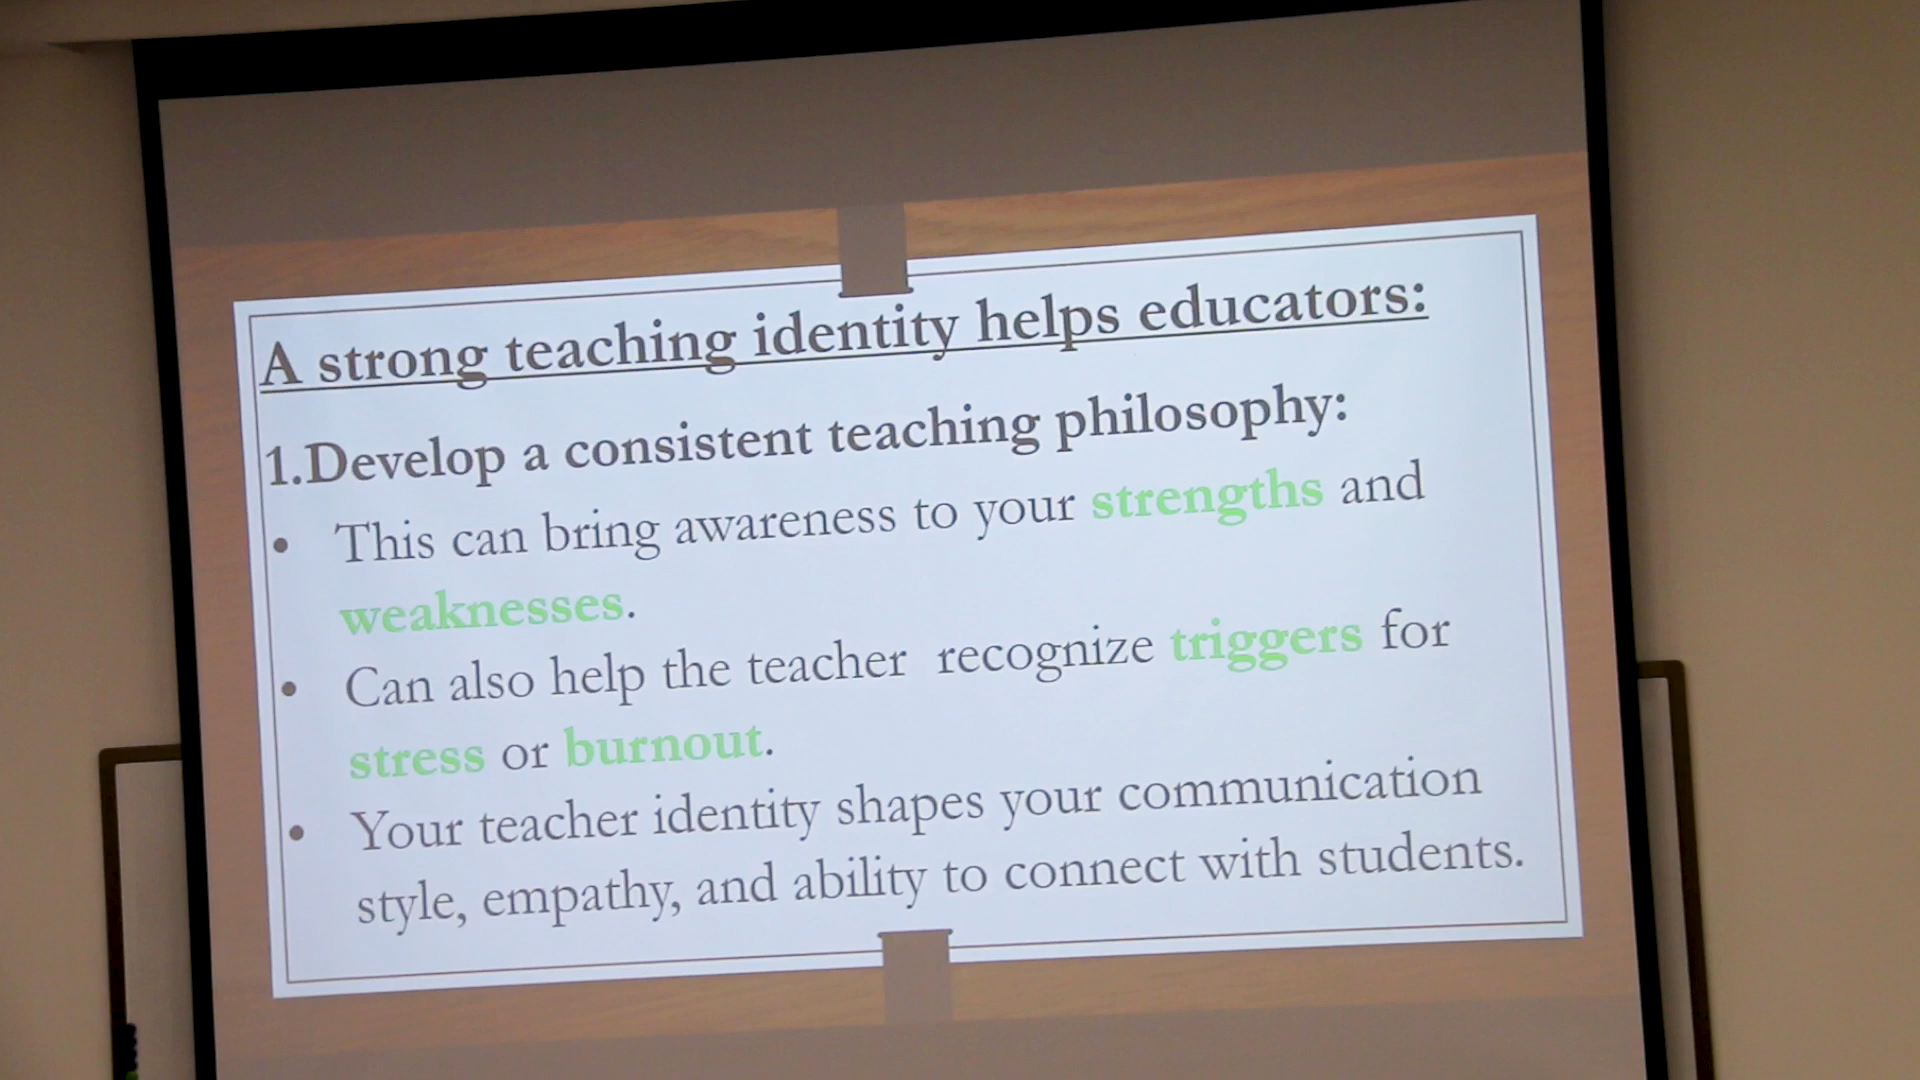 A strong teaching identity helps educators:
1.Develop a consistent teaching philosophy:
• This can bring awareness to your strengths and
weaknesses.
• Can also help the teacher recognize triggers for
stress or burnout.
• Your teacher identity shapes your communication
style, empathy, and ability to connect with students.